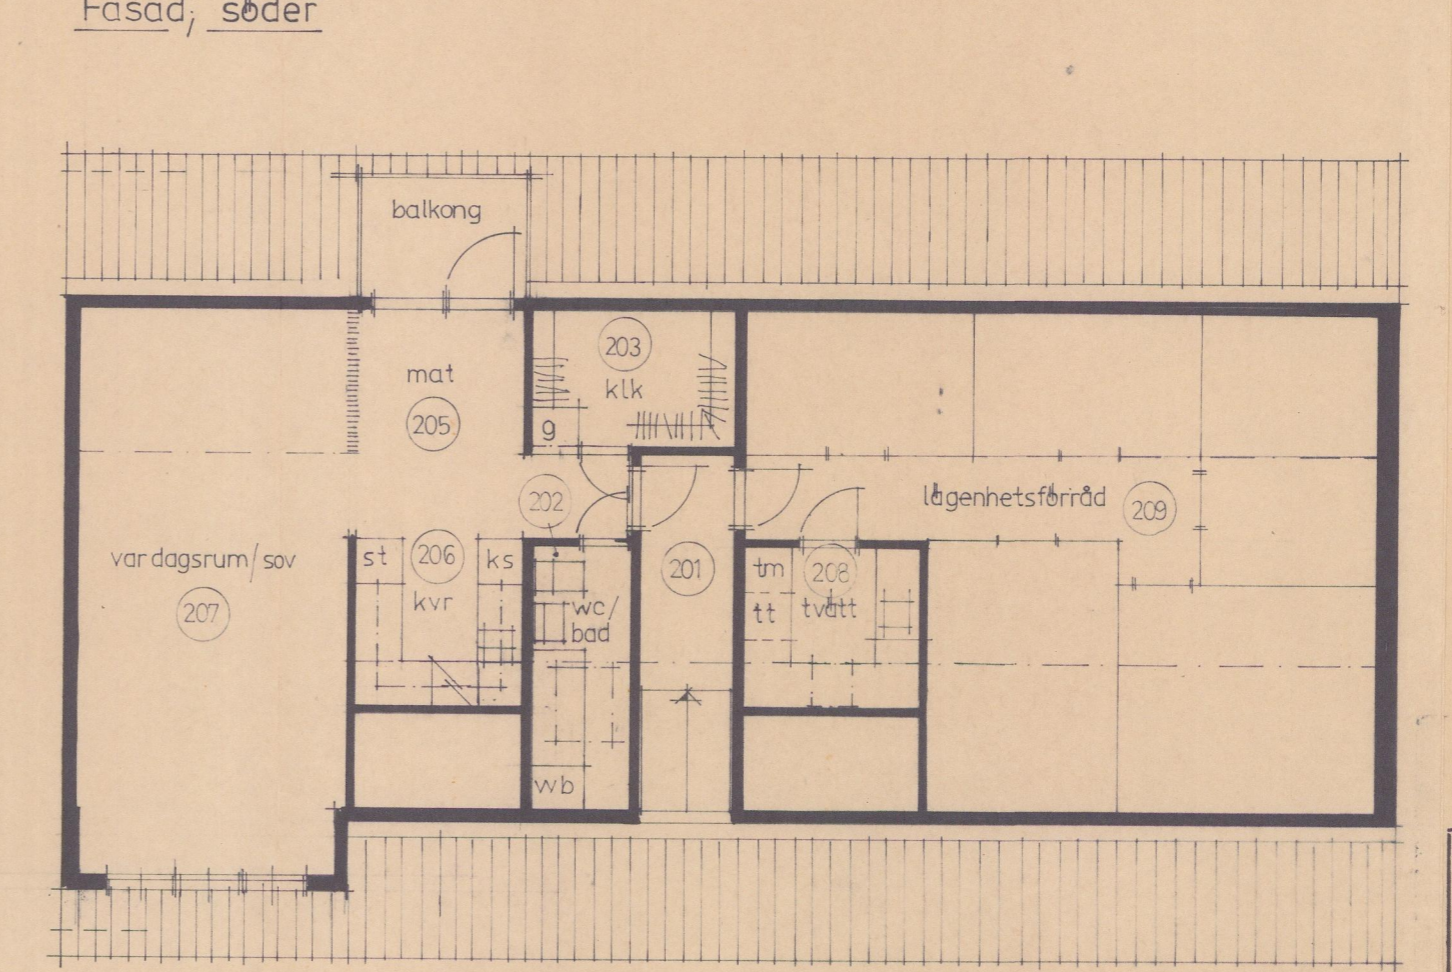 Fasad; söder
balkong
203
klk
g
mat
205
202
lägenhetsförråd
209
vardagsrum/sov
207
st
206
ks
kvr
wc/
bad
201
tm
208
tt
tvätt
wb